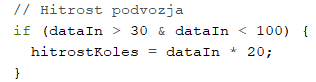 // Hitrost podvozja
if (dataIn > 30 & dataIn < 100) {
  hitrostKoles = dataIn * 20;
}